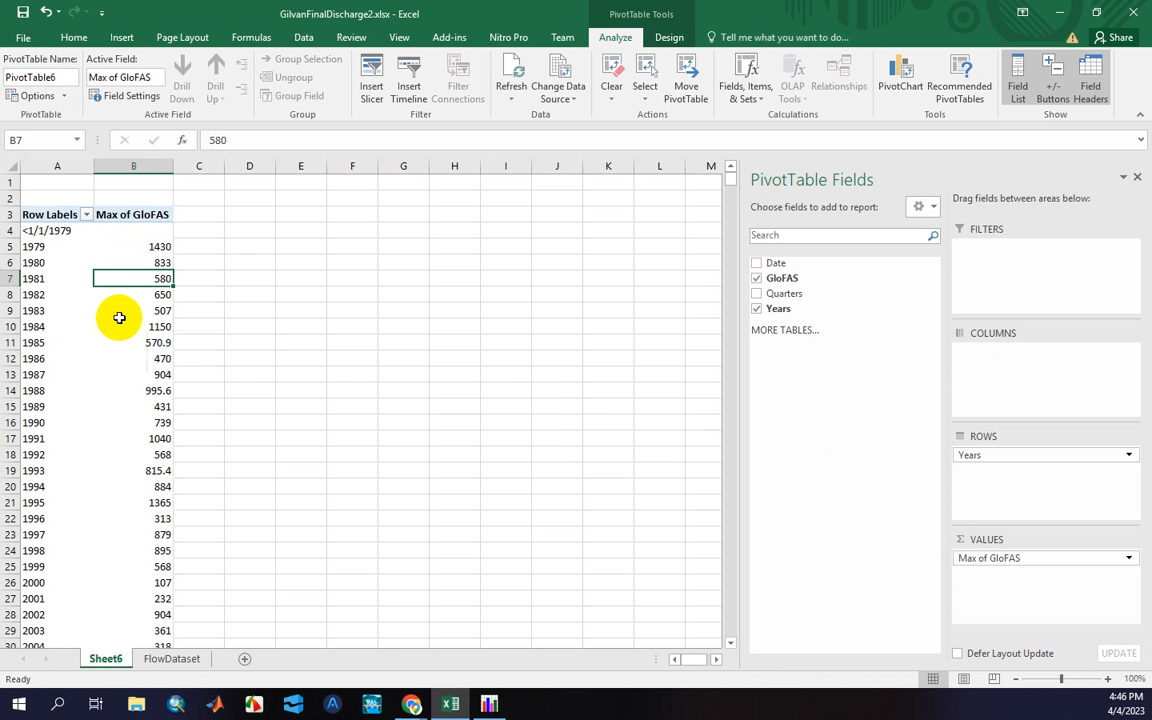 GilvanFinalDischarge2.xlsx - Excel
PivotTable Tools
File Home Insert Page Layout Formulas Data Review View Add-ins Nitro Pro Team Analyze Design Tell me what you want to do... Share
PivotTable Name:
PivotTable6
Options
PivotTable
Active Field:
Max of GloFAS
Field Settings
Drill Down
Drill Up
Active Field
Group Selection
Ungroup
Group Field
Group
Insert Slicer
Insert Timeline
Filter Connections
Filter
Refresh
Change Data Source
Data
Clear
Select
Move PivotTable
Actions
Fields, Items, & Sets
OLAP Tools
Relationships
Calculations
PivotChart
Recommended PivotTables
Tools
Field List
+/- Buttons
Field Headers
Show
B7
fx
580
A B C D E F G H I J K L M
1
2
3 Row Labels Max of GloFAS
4 <1/1/1979
5 1979 1430
6 1980 833
7 1981 580
8 1982 650
9 1983 507
10 1984 1150
11 1985 570.9
12 1986 470
13 1987 904
14 1988 995.6
15 1989 431
16 1990 739
17 1991 1040
18 1992 568
19 1993 815.4
20 1994 884
21 1995 1365
22 1996 313
23 1997 879
24 1998 895
25 1999 568
26 2000 107
27 2001 232
28 2002 904
29 2003 361
30 2004 318
PivotTable Fields
Choose fields to add to report:
Search
Date
GloFAS
Quarters
Years
MORE TABLES...
Drag fields between areas below:
FILTERS
COLUMNS
ROWS
Years
Σ VALUES
Max of GloFAS
Defer Layout Update
UPDATE
Sheet6 FlowDataset
Ready
100%
4:46 PM
4/4/2023